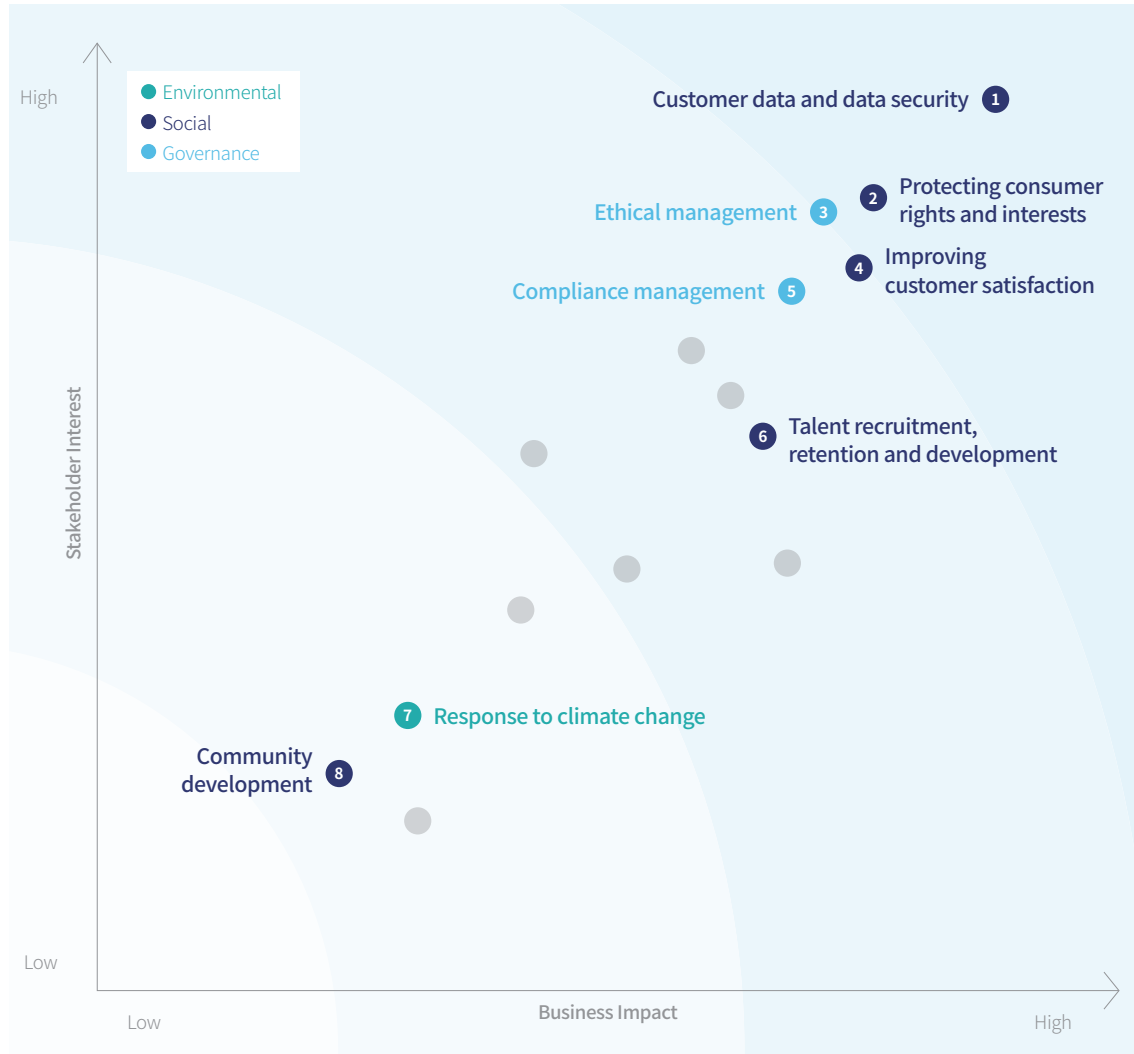 High
Environmental
Social
Governance
Customer data and data security 1
2 Protecting consumer
rights and interests
Ethical management 3
4 Improving
customer satisfaction
Compliance management 5
Stakeholder Interest
6 Talent recruitment,
retention and development
7 Response to climate change
Community
development 8
Low
Low
Business Impact
High